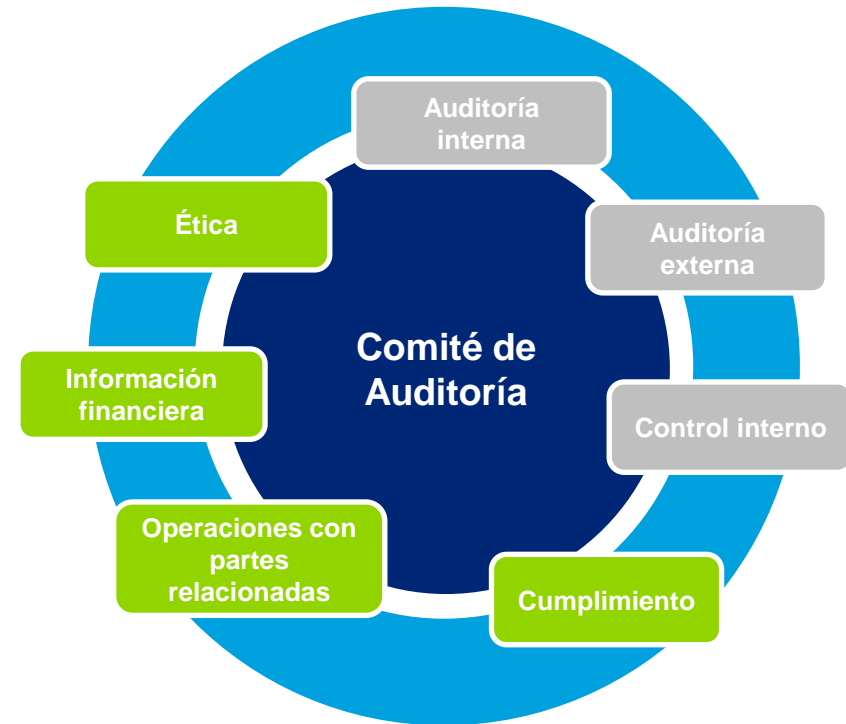 Auditoría
interna
Ética
Auditoría
externa
Comité de
Auditoría
Información
financiera
Control interno
Operaciones con
partes
relacionadas
Cumplimiento